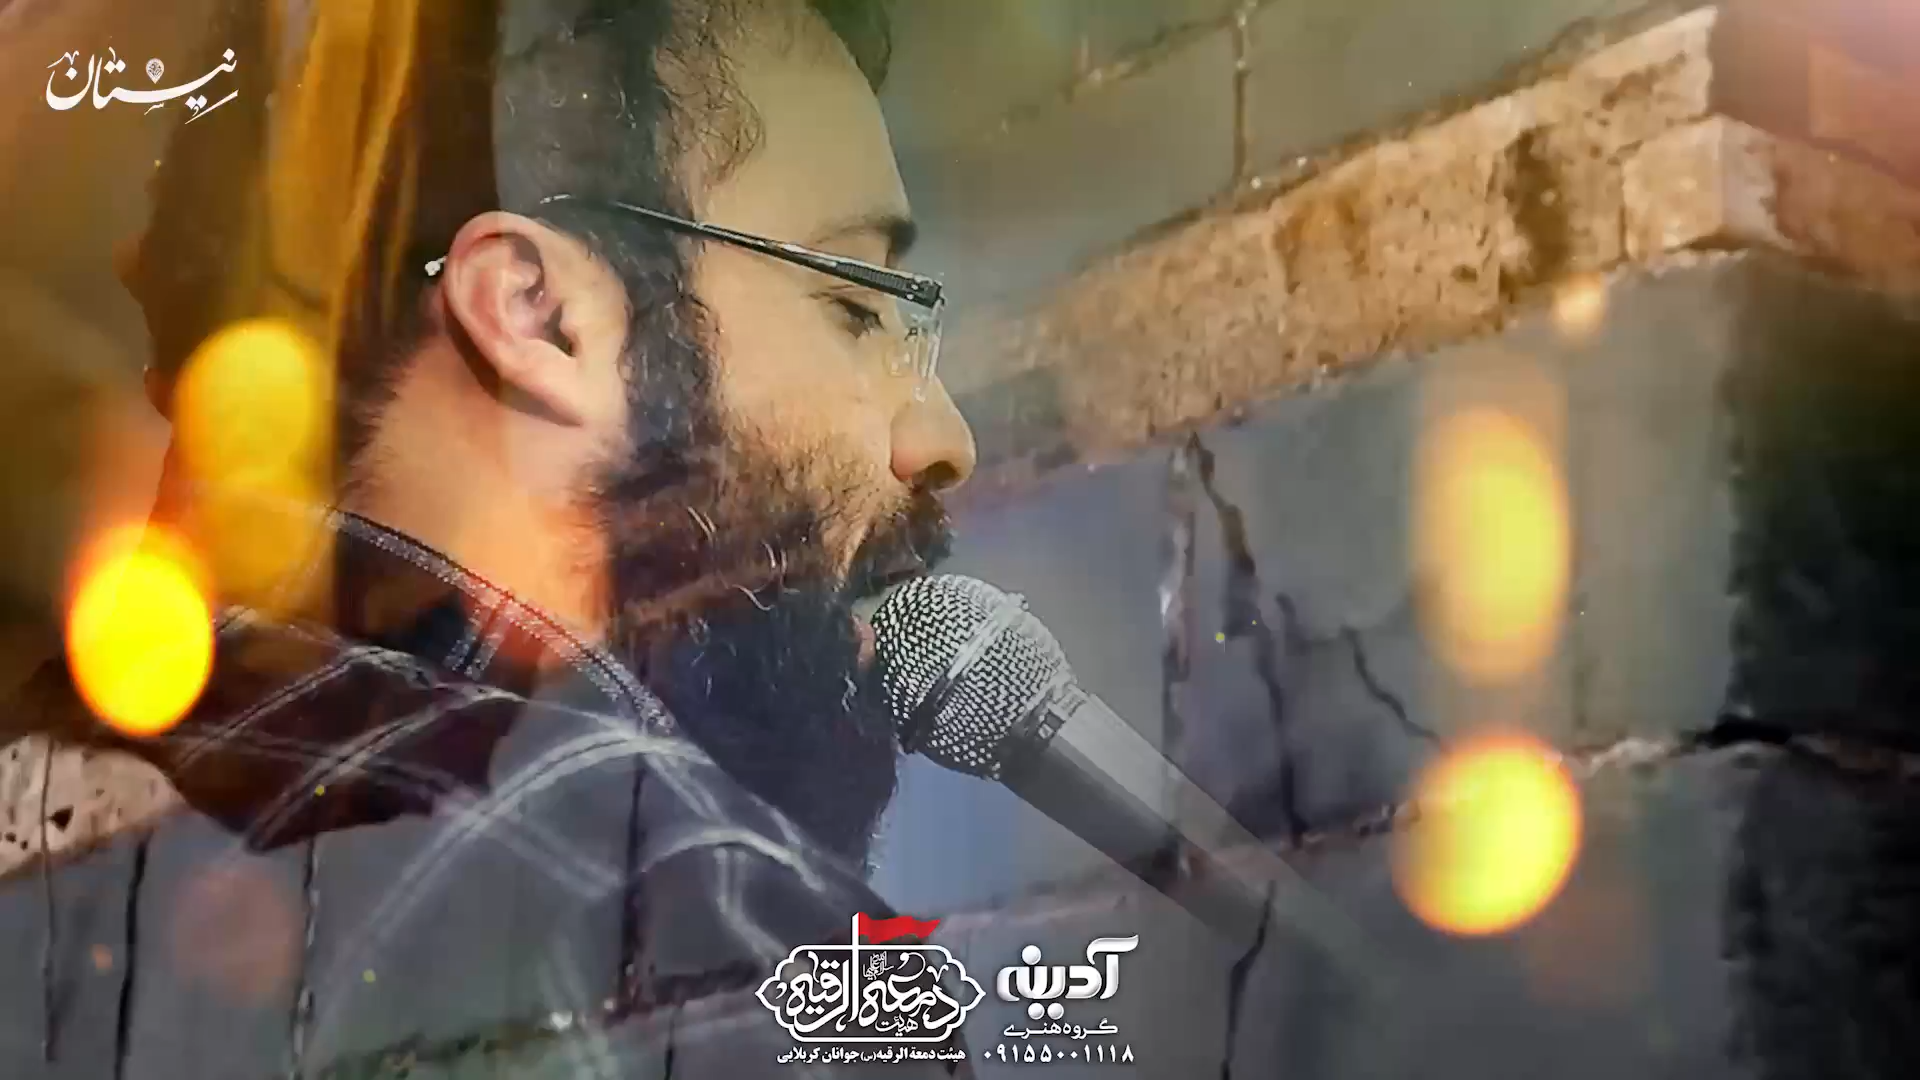 نیستان
آدینه
گروه هنری
۰۹۱۵۵۰۰۱۱۱۸
هیئت
دمعة الرقیه
هیئت دمعة الرقیه(س) جوانان کربلایی